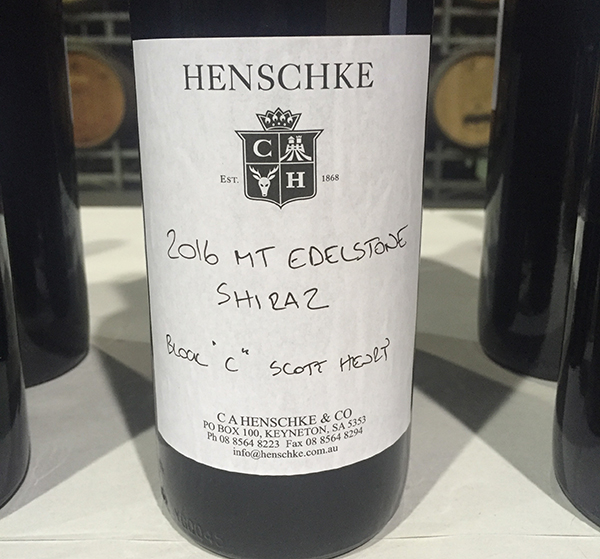 HENSCHKE
C
H
EST. 1868
2016 MT EDELSTONE
SHIRAZ
BLOCK "C" SCOTT HENRY
C A HENSCHKE & CO
PO BOX 100, KEYNETON, SA 5353
Ph 08 8564 8223 Fax 08 8564 8294
info@henschke.com.au